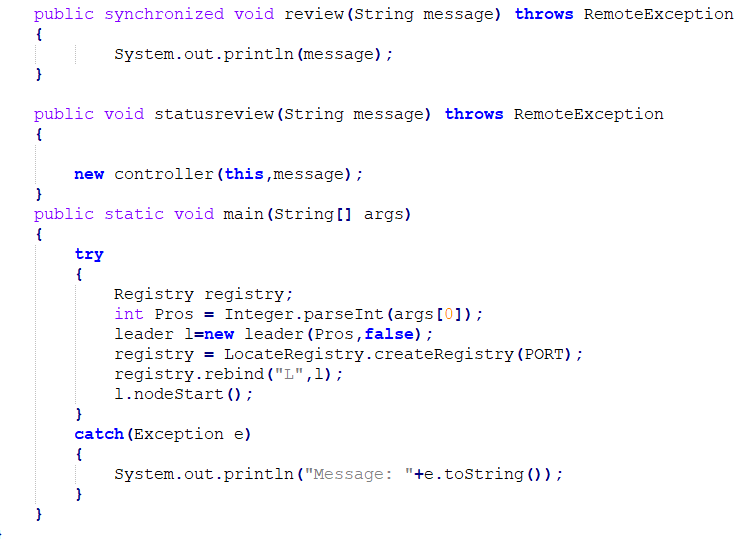 public synchronized void review(String message) throws RemoteException
{
System.out.println(message);
}
public void statusreview(String message) throws RemoteException
{
new controller(this,message);
}
public static void main(String[] args)
{
try
{
Registry registry;
int Pros = Integer.parseInt(args[0]);
leader l=new leader(Pros,false);
registry = LocateRegistry.createRegistry(PORT);
registry.rebind("L",l);
l.nodeStart();
}
catch(Exception e)
{
System.out.println("Message: "+e.toString());
}
}